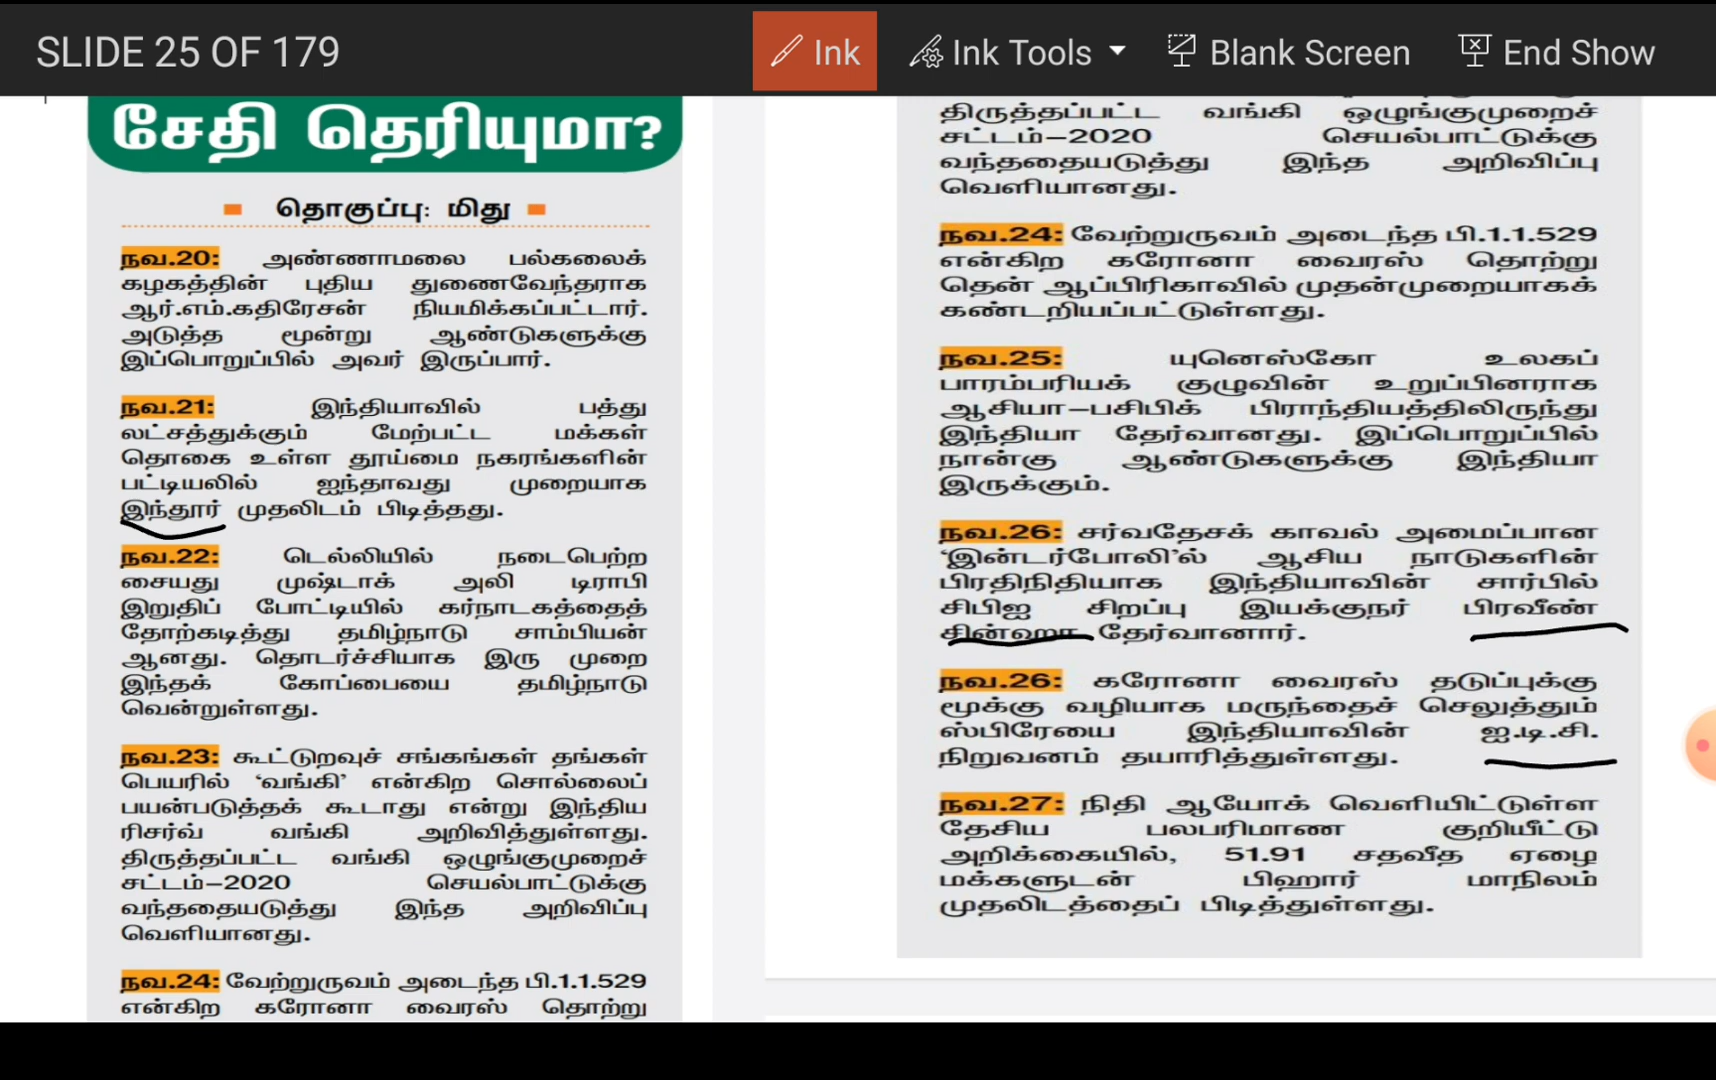 SLIDE 25 OF 179
Ink
Ink Tools
Blank Screen
End Show
சேதி தெரியுமா?
தொகுப்பு: மிது
நவ.20: அண்ணாமலை பல்கலைக்
கழகத்தின் புதிய துணைவேந்தராக
ஆர்.எம்.கதிரேசன் நியமிக்கப்பட்டார்.
அடுத்த மூன்று ஆண்டுகளுக்கு
இப்பொறுப்பில் அவர் இருப்பார்.
நவ.21: இந்தியாவில் பத்து
லட்சத்துக்கும் மேற்பட்ட மக்கள்
தொகை உள்ள தூய்மை நகரங்களின்
பட்டியலில் ஐந்தாவது முறையாக
இந்தூர் முதலிடம் பிடித்தது.
நவ.22: டெல்லியில் நடைபெற்ற
சையது முஷ்டாக் அலி டிராபி
இறுதிப் போட்டியில் கர்நாடகத்தைத்
தோற்கடித்து தமிழ்நாடு சாம்பியன்
ஆனது. தொடர்ச்சியாக இரு முறை
இந்தக் கோப்பையை தமிழ்நாடு
வென்றுள்ளது.
நவ.23: கூட்டுறவுச் சங்கங்கள் தங்கள்
பெயரில் ‘வங்கி’ என்கிற சொல்லைப்
பயன்படுத்தக் கூடாது என்று இந்திய
ரிசர்வ் வங்கி அறிவித்துள்ளது.
திருத்தப்பட்ட வங்கி ஒழுங்குமுறைச்
சட்டம்–2020 செயல்பாட்டுக்கு
வந்ததையடுத்து இந்த அறிவிப்பு
வெளியானது.
நவ.24: வேற்றுருவம் அடைந்த பி.1.1.529
என்கிற கரோனா வைரஸ் தொற்று
திருத்தப்பட்ட வங்கி ஒழுங்குமுறைச்
சட்டம்–2020 செயல்பாட்டுக்கு
வந்ததையடுத்து இந்த அறிவிப்பு
வெளியானது.
நவ.24: வேற்றுருவம் அடைந்த பி.1.1.529
என்கிற கரோனா வைரஸ் தொற்று
தென் ஆப்பிரிகாவில் முதன்முறையாகக்
கண்டறியப்பட்டுள்ளது.
நவ.25: யுனெஸ்கோ உலகப்
பாரம்பரியக் குழுவின் உறுப்பினராக
ஆசியா–பசிபிக் பிராந்தியத்திலிருந்து
இந்தியா தேர்வானது. இப்பொறுப்பில்
நான்கு ஆண்டுகளுக்கு இந்தியா
இருக்கும்.
நவ.26: சர்வதேசக் காவல் அமைப்பான
‘இன்டர்போலி’ல் ஆசிய நாடுகளின்
பிரதிநிதியாக இந்தியாவின் சார்பில்
சிபிஐ சிறப்பு இயக்குநர் பிரவீண்
சின்ஹா தேர்வானார்.
நவ.26: கரோனா வைரஸ் தடுப்புக்கு
மூக்கு வழியாக மருந்தைச் செலுத்தும்
ஸ்பிரேயை இந்தியாவின் ஐ.டி.சி.
நிறுவனம் தயாரித்துள்ளது.
நவ.27: நிதி ஆயோக் வெளியிட்டுள்ள
தேசிய பலபரிமாண குறியீட்டு
அறிக்கையில், 51.91 சதவீத ஏழை
மக்களுடன் பிஹார் மாநிலம்
முதலிடத்தைப் பிடித்துள்ளது.